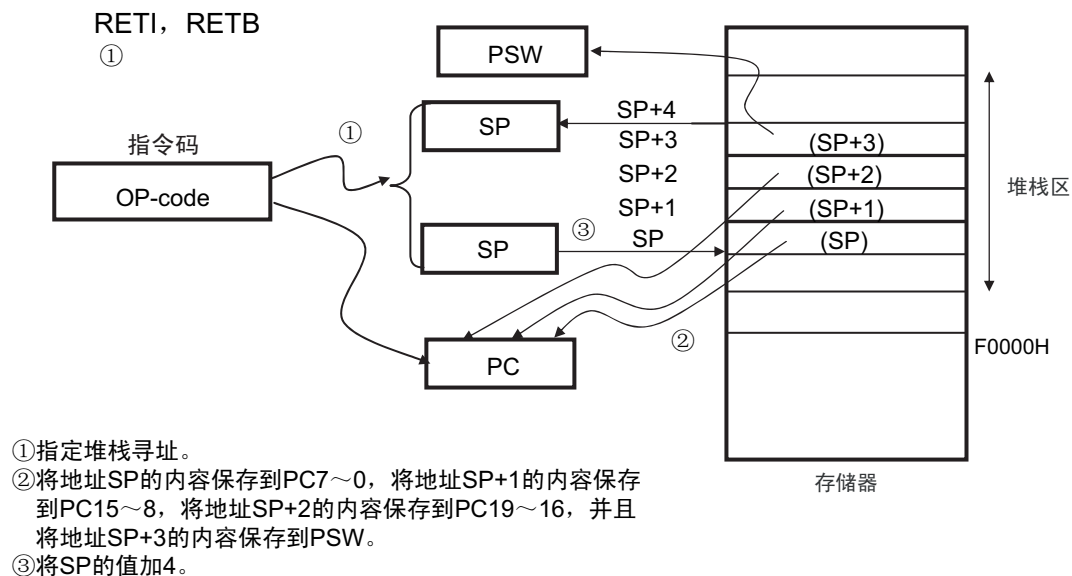 RETI，RETB
①
PSW
SP+4
SP
①
SP+3
(SP+3)
指令码
OP-code
SP+2
(SP+2)
堆栈区
SP+1
(SP+1)
③
SP
SP
(SP)
②
F0000H
PC
①指定堆栈寻址。
②将地址SP的内容保存到PC7～0，将地址SP+1的内容保存
到PC15～8，将地址SP+2的内容保存到PC19～16，并且
将地址SP+3的内容保存到PSW。
③将SP的值加4。
存储器